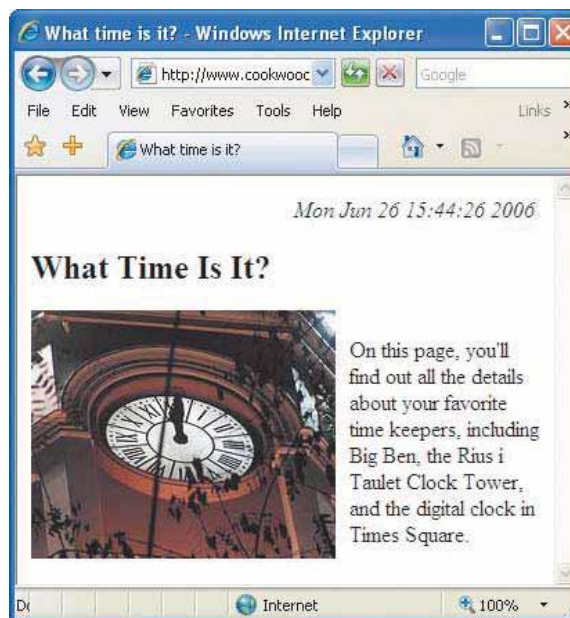 What time is it? - Windows Internet Explorer
http://www.cookwooc
Google
File Edit View Favorites Tools Help Links
What time is it?
Mon Jun 26 15:44:26 2006
What Time Is It?
On this page, you'll
find out all the details
about your favorite
time keepers, including
Big Ben, the Rius i
Taulet Clock Tower,
and the digital clock in
Times Square.
Internet 100%